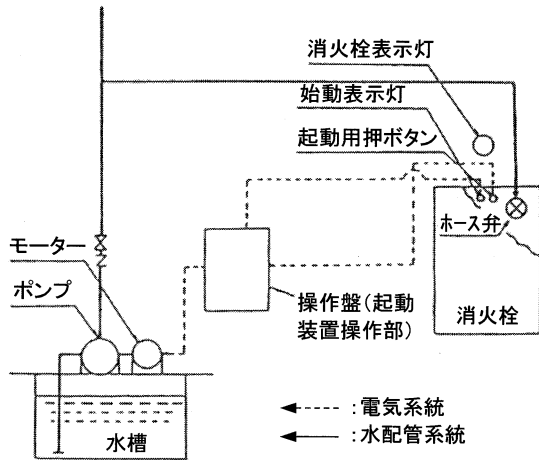 消火栓表示灯
始動表示灯
起動用押ボタン
ホース弁
モーター
ポンプ
操作盤(起動
装置操作部)
消火栓
水槽
:電気系統
:水配管系統